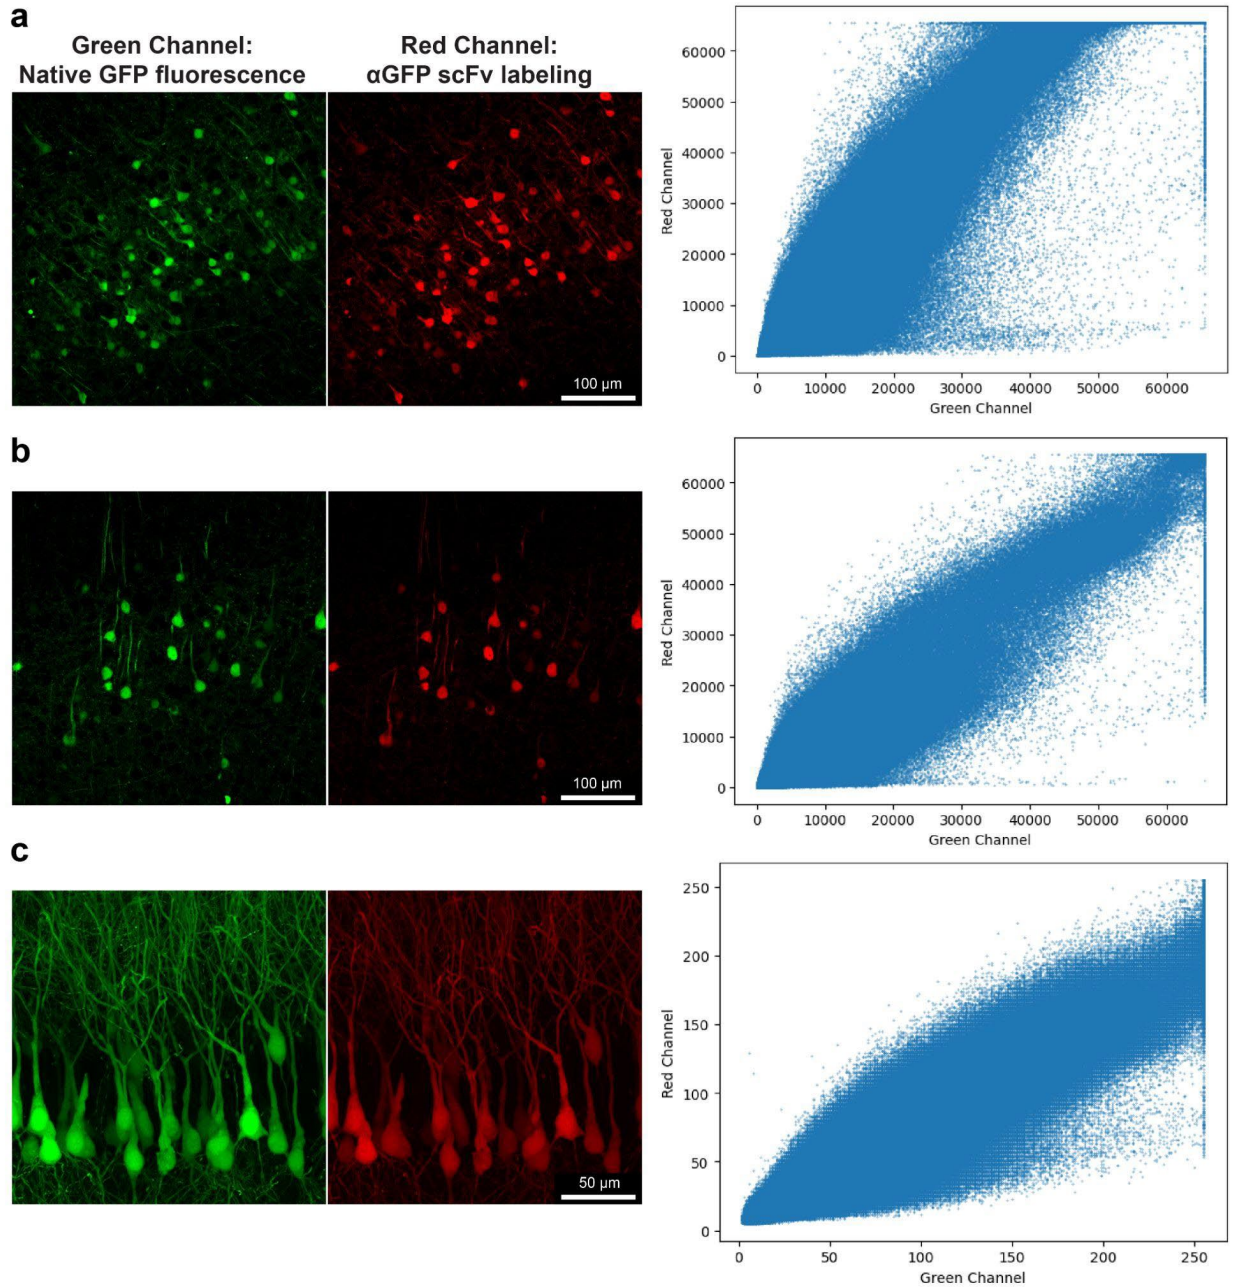 a
Green Channel:
Native GFP fluorescence
Red Channel:
αGFP scFv labeling
100 µm
60000
50000
40000
30000
20000
10000
0
Red Channel
0 10000 20000 30000 40000 50000 60000
Green Channel
b
100 µm
60000
50000
40000
30000
20000
10000
0
Red Channel
0 10000 20000 30000 40000 50000 60000
Green Channel
c
50 µm
250
200
150
100
50
0
Red Channel
0 50 100 150 200 250
Green Channel